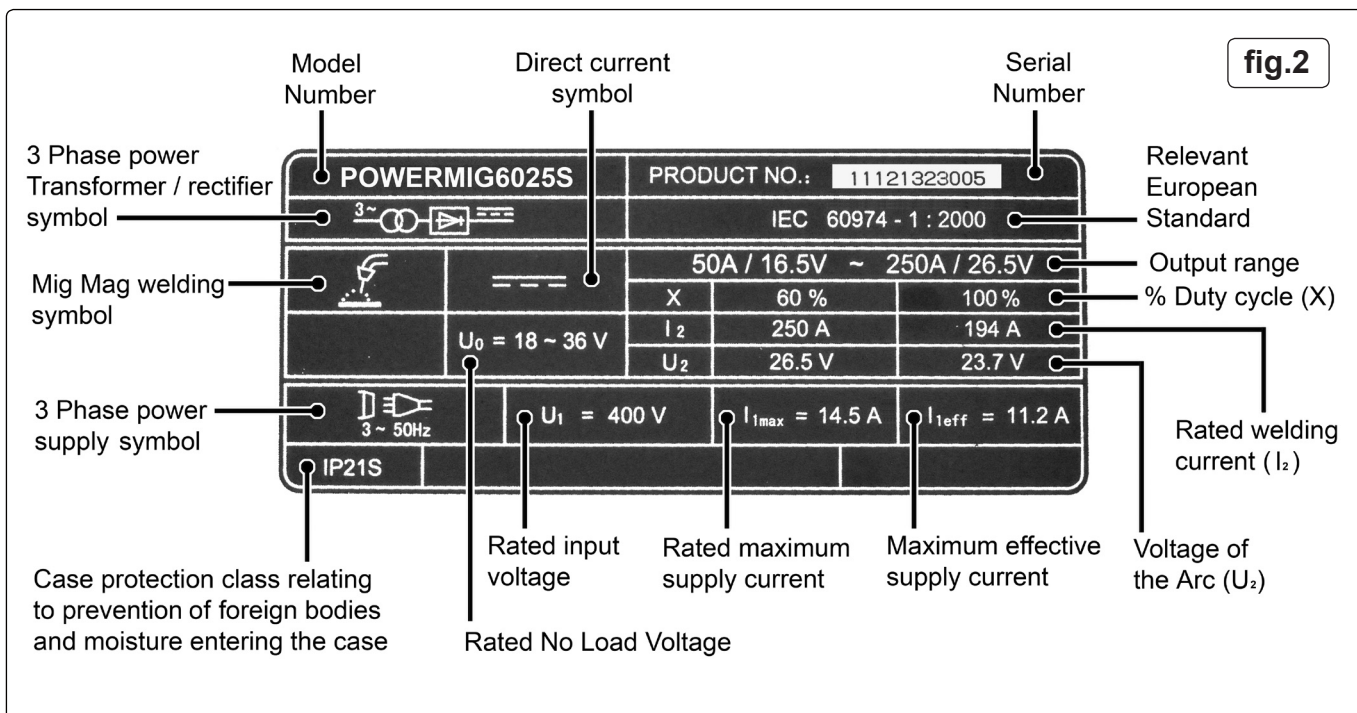 fig.2
Model
Number
Direct current
symbol
Serial
Number
3 Phase power
Transformer / rectifier
symbol
Relevant
European
Standard
POWERMIG6025S
PRODUCT NO.: 11121323005
3~
IEC 60974 - 1 : 2000
Mig Mag welding
symbol
50A / 16.5V ~ 250A / 26.5V
Output range
X 60 % 100 %
% Duty cycle (X)
U₀ = 18 ~ 36 V
I₂ 250 A 194 A
U₂ 26.5 V 23.7 V
3 Phase power
supply symbol
3 ~ 50Hz
U₁ = 400 V
I₁max = 14.5 A
I₁eff = 11.2 A
Rated welding
current (I₂)
IP21S
Case protection class relating
to prevention of foreign bodies
and moisture entering the case
Rated input
voltage
Rated maximum
supply current
Maximum effective
supply current
Voltage of
the Arc (U₂)
Rated No Load Voltage